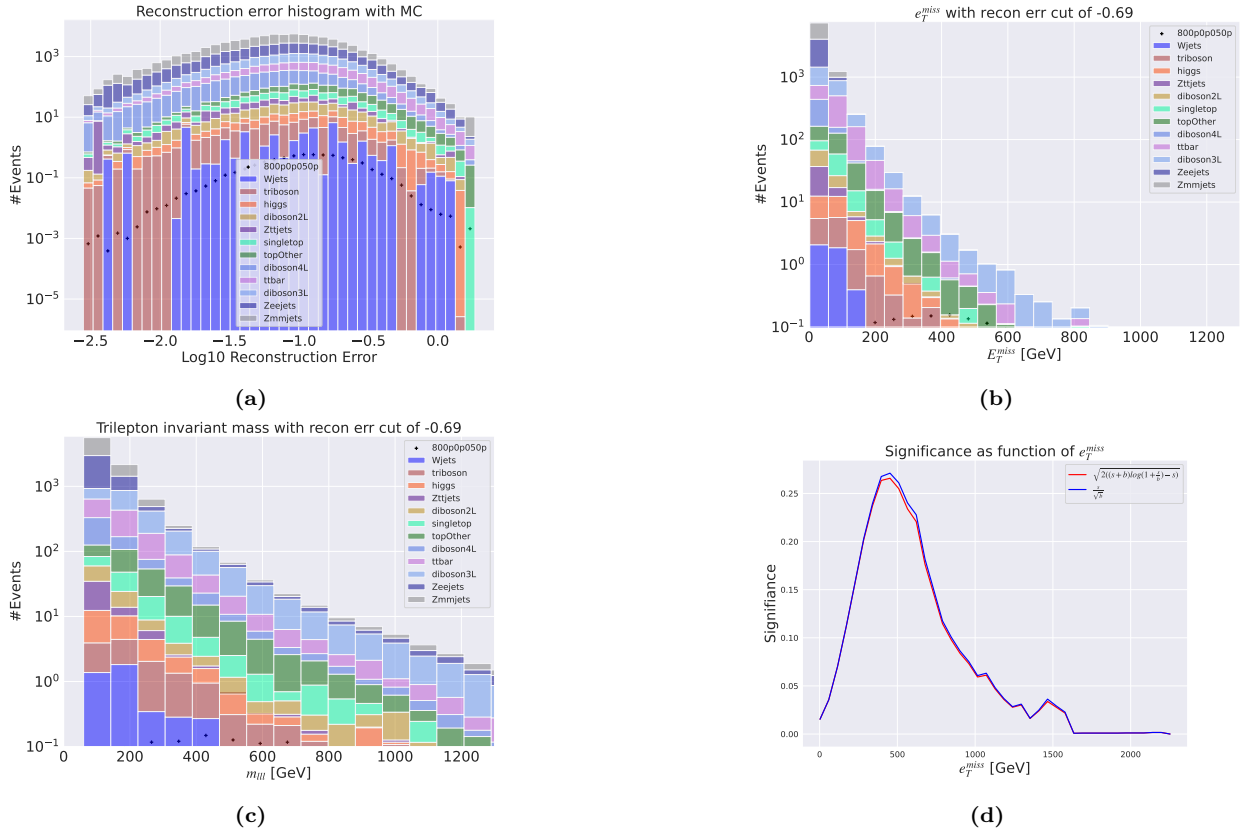 Reconstruction error histogram with MC
#Events
10^3
10^1
10^-1
10^-3
10^-5
800p0p050p
Wjets
triboson
higgs
diboson2L
Zttjets
singletop
topOther
diboson4L
ttbar
diboson3L
Zeejets
Zmmjets
−2.5 −2.0 −1.5 −1.0 −0.5 0.0
Log10 Reconstruction Error
(a)
e_T^miss with recon err cut of -0.69
#Events
10^3
10^2
10^1
10^0
10^-1
800p0p050p
Wjets
triboson
higgs
Zttjets
diboson2L
singletop
topOther
diboson4L
ttbar
diboson3L
Zeejets
Zmmjets
0 200 400 600 800 1000 1200
E_T^miss [GeV]
(b)
Trilepton invariant mass with recon err cut of -0.69
#Events
10^3
10^2
10^1
10^0
10^-1
800p0p050p
Wjets
triboson
higgs
Zttjets
diboson2L
singletop
topOther
diboson4L
ttbar
diboson3L
Zeejets
Zmmjets
0 200 400 600 800 1000 1200
m_lll [GeV]
(c)
Significance as function of e_T^miss
Signifiance
0.25
0.20
0.15
0.10
0.05
0.00
√2((s+b)log(1+s/b)−s)
s/√b
0 500 1000 1500 2000
e_T^miss [GeV]
(d)